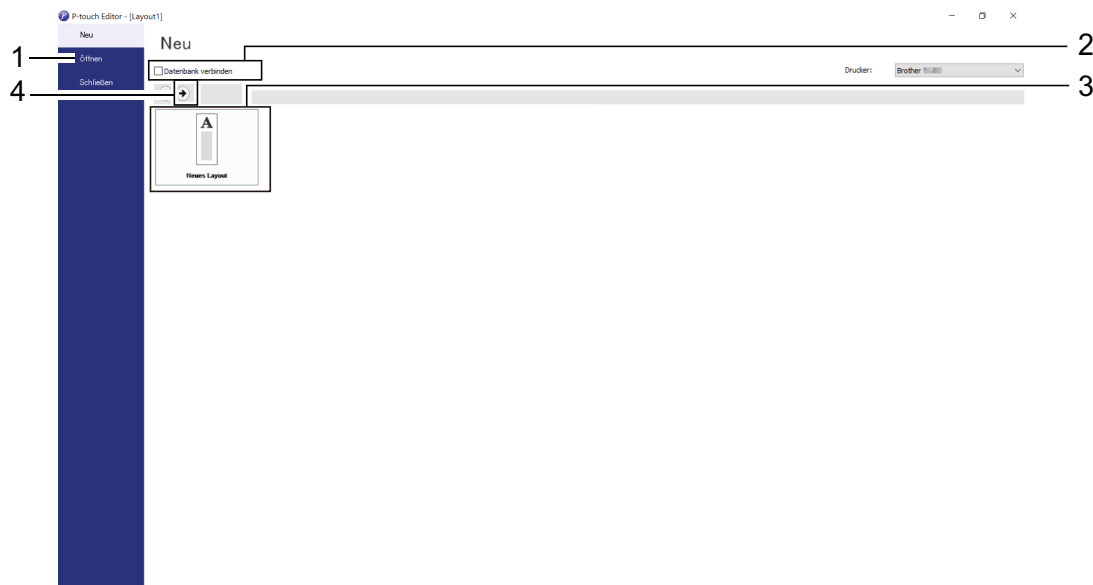 P-touch Editor - [Layout1]
Neu
Öffnen
Schließen
Neu
Datenbank verbinden
Drucker:
Brother
A
Neues Layout
1
2
3
4